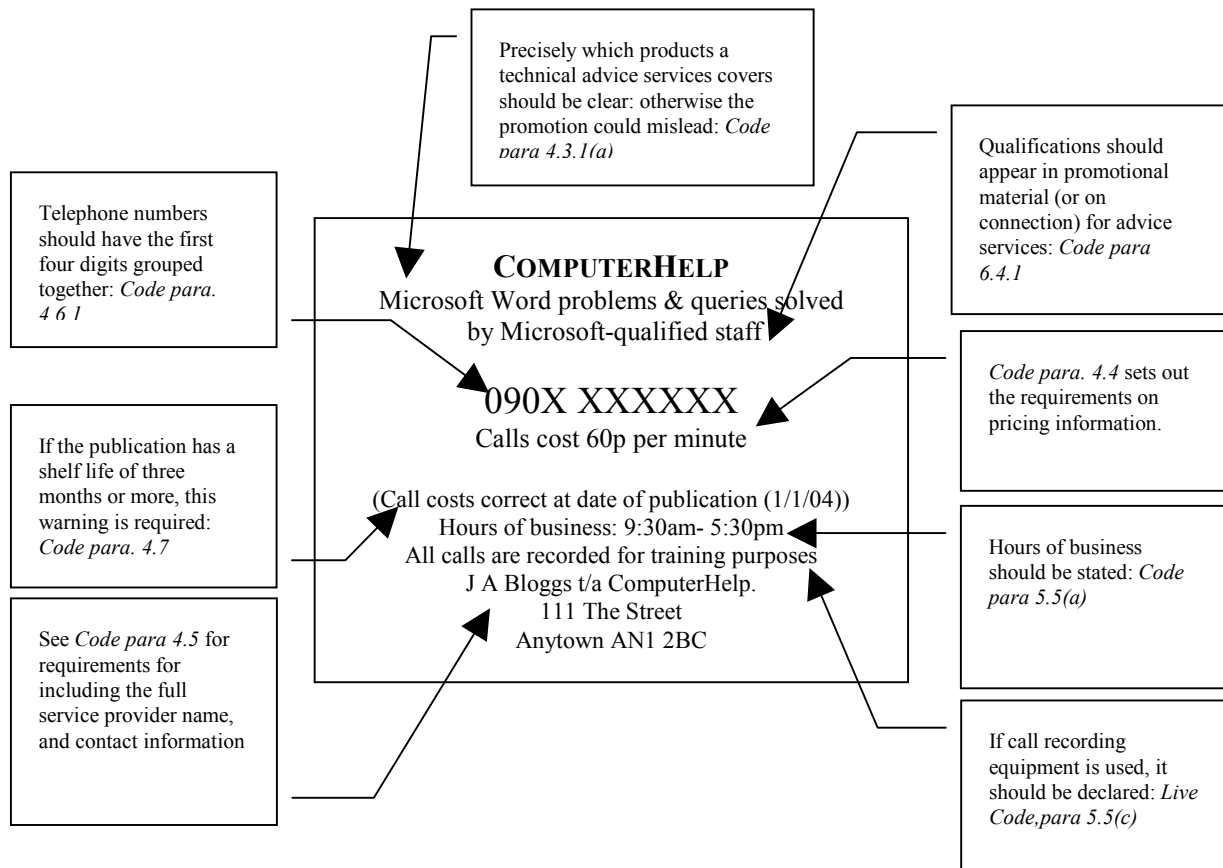 Precisely which products a
technical advice services covers
should be clear: otherwise the
promotion could mislead: Code
para 4.3.1(a)
Qualifications should
appear in promotional
material (or on
connection) for advice
services: Code para
6.4.1
Telephone numbers
should have the first
four digits grouped
together: Code para.
4.6.1
COMPUTERHELP
Microsoft Word problems & queries solved
by Microsoft-qualified staff
090X XXXXXX
Calls cost 60p per minute
(Call costs correct at date of publication (1/1/04))
Hours of business: 9:30am- 5:30pm
All calls are recorded for training purposes
J A Bloggs t/a ComputerHelp.
111 The Street
Anytown AN1 2BC
Code para. 4.4 sets out
the requirements on
pricing information.
If the publication has a
shelf life of three
months or more, this
warning is required:
Code para. 4.7
Hours of business
should be stated: Code
para 5.5(a)
See Code para 4.5 for
requirements for
including the full
service provider name,
and contact information
If call recording
equipment is used, it
should be declared: Live
Code,para 5.5(c)